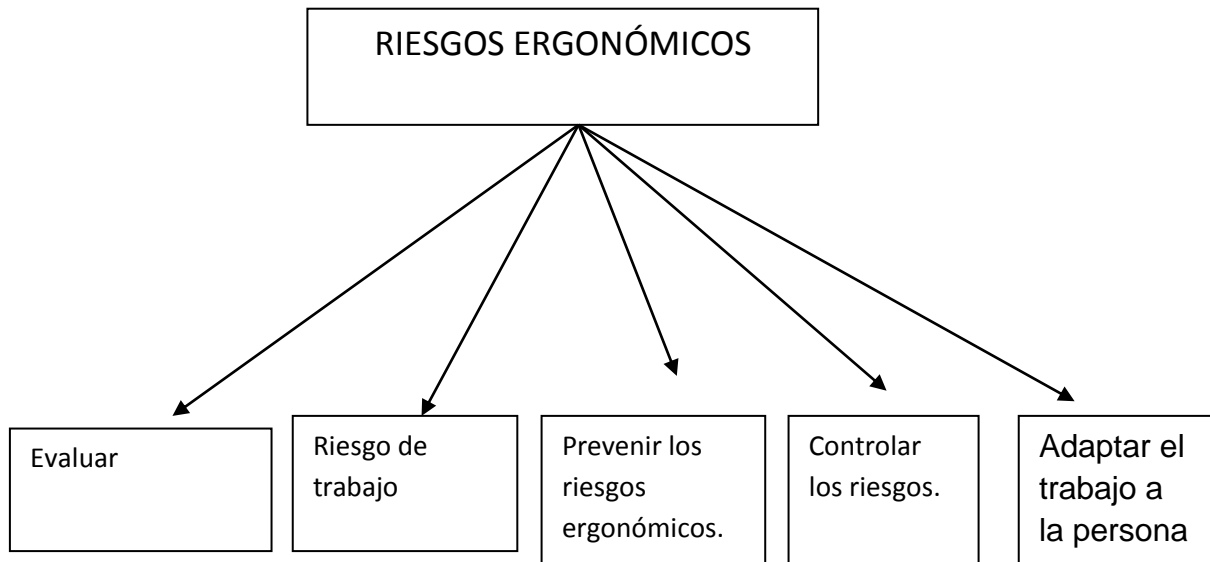 RIESGOS ERGONÓMICOS
Evaluar
Riesgo de
trabajo
Prevenir los
riesgos
ergonómicos.
Controlar
los riesgos.
Adaptar el
trabajo a
la persona